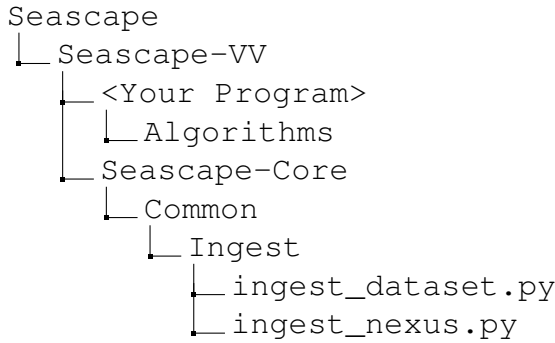 Seascape
Seascape-VV
<Your Program>
Algorithms
Seascape-Core
Common
Ingest
ingest_dataset.py
ingest_nexus.py